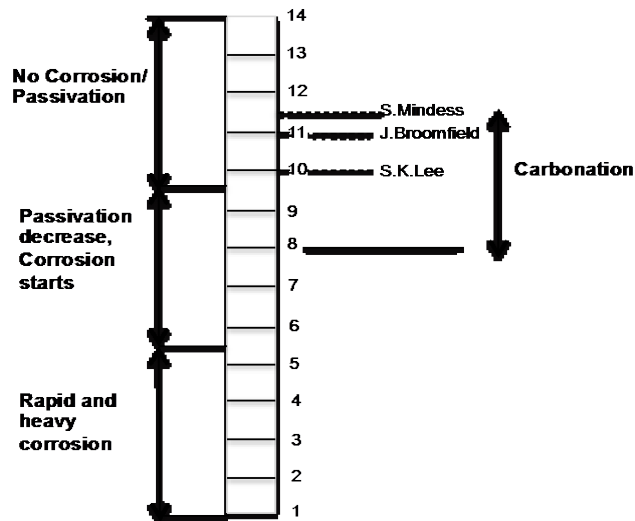 14
13
No Corrosion/
Passivation
12
S.Mindess
11
J.Broomfield
10
S.K.Lee
Carbonation
9
Passivation
decrease,
Corrosion
starts
8
7
6
5
Rapid and
heavy
corrosion
4
3
2
1